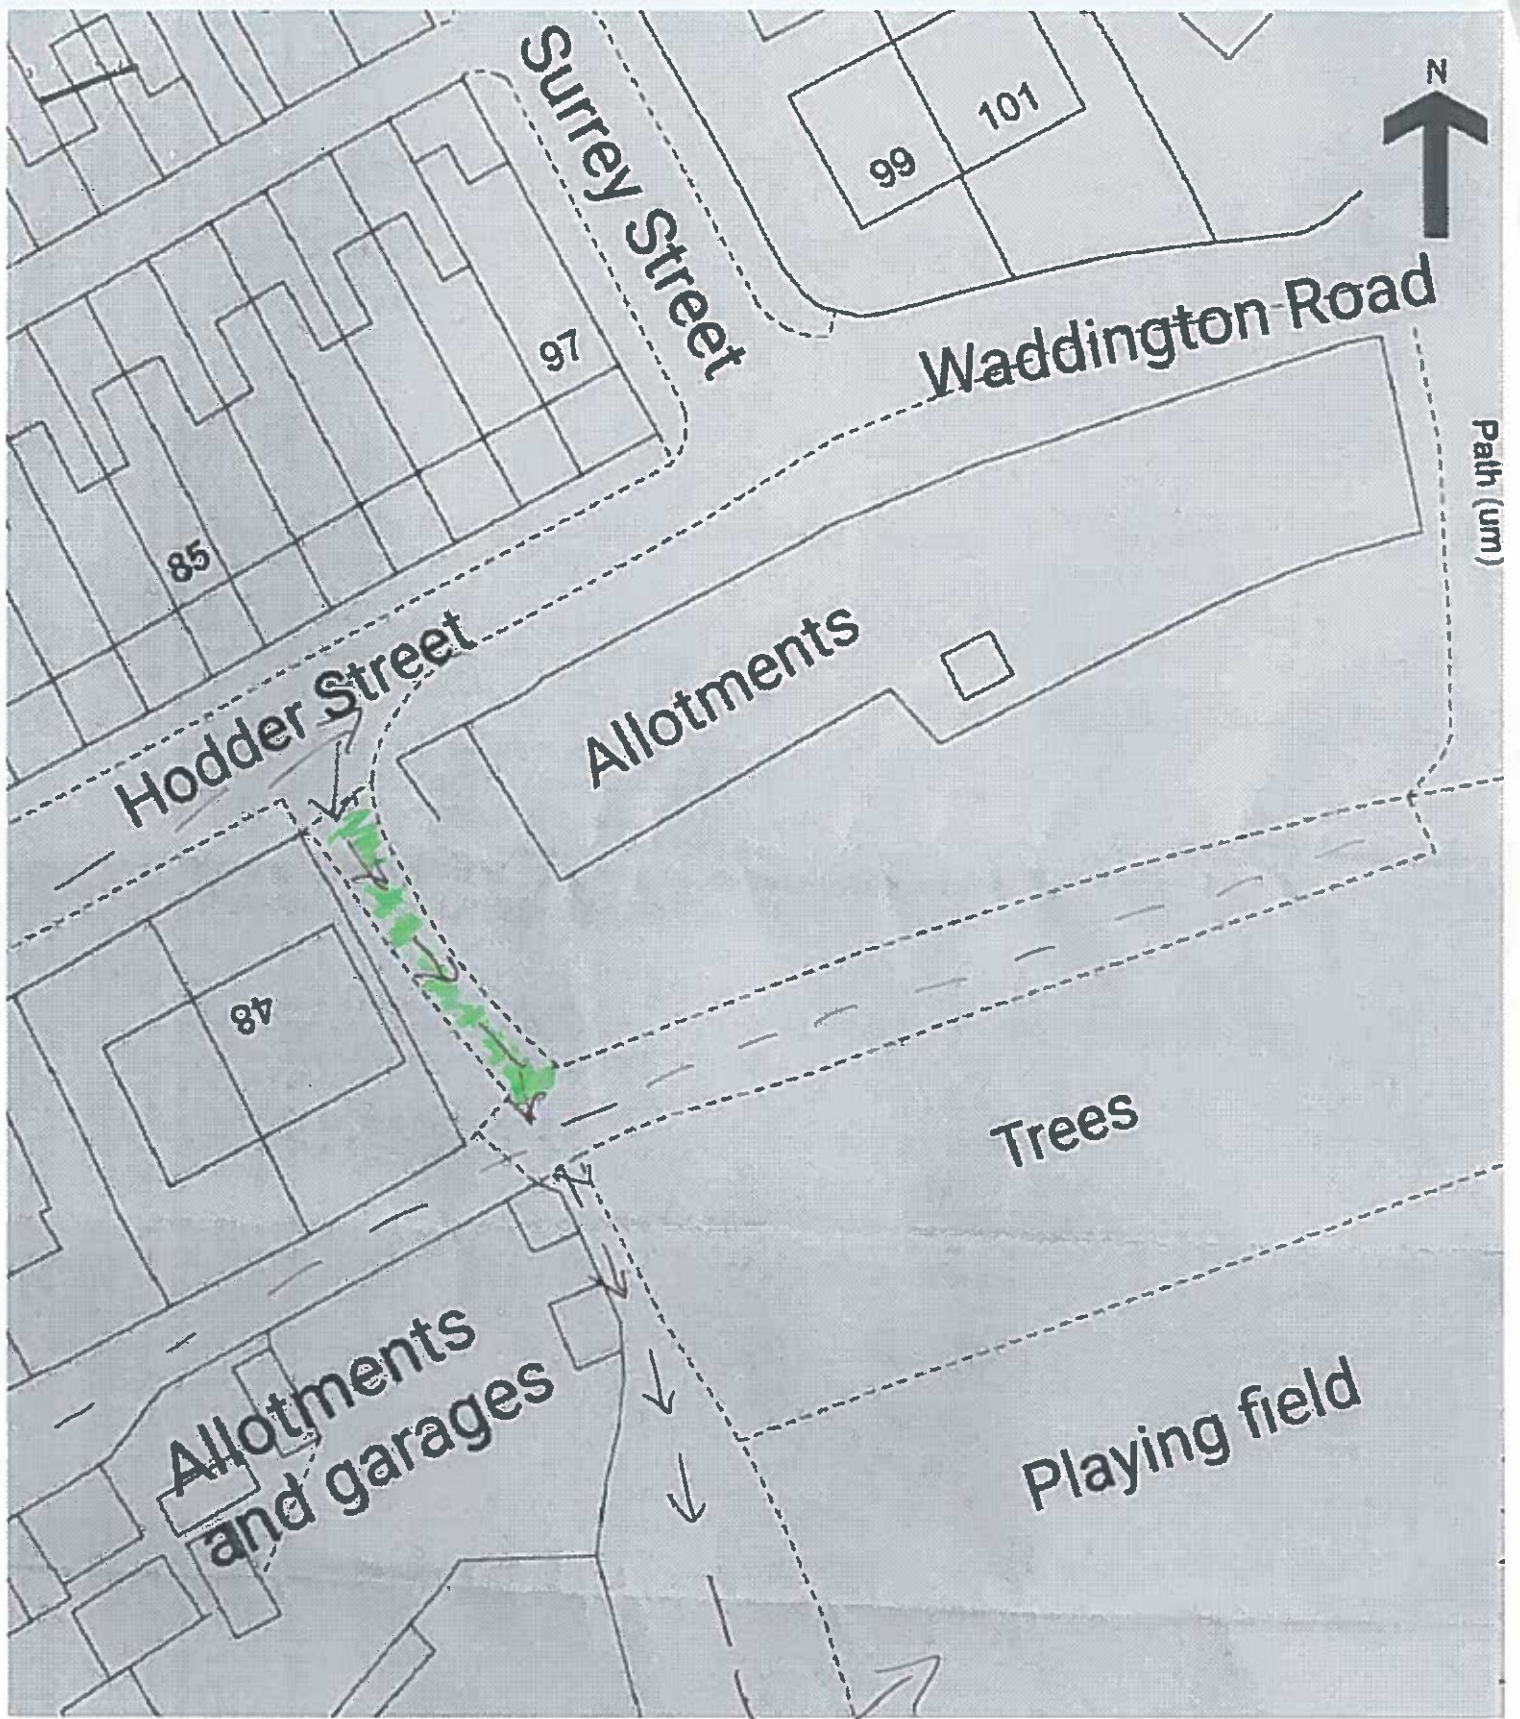 Surrey Street
N
101
99
Waddington Road
97
Path (um)
85
Hodder Street
Allotments
48
Trees
Allotments
and garages
Playing field